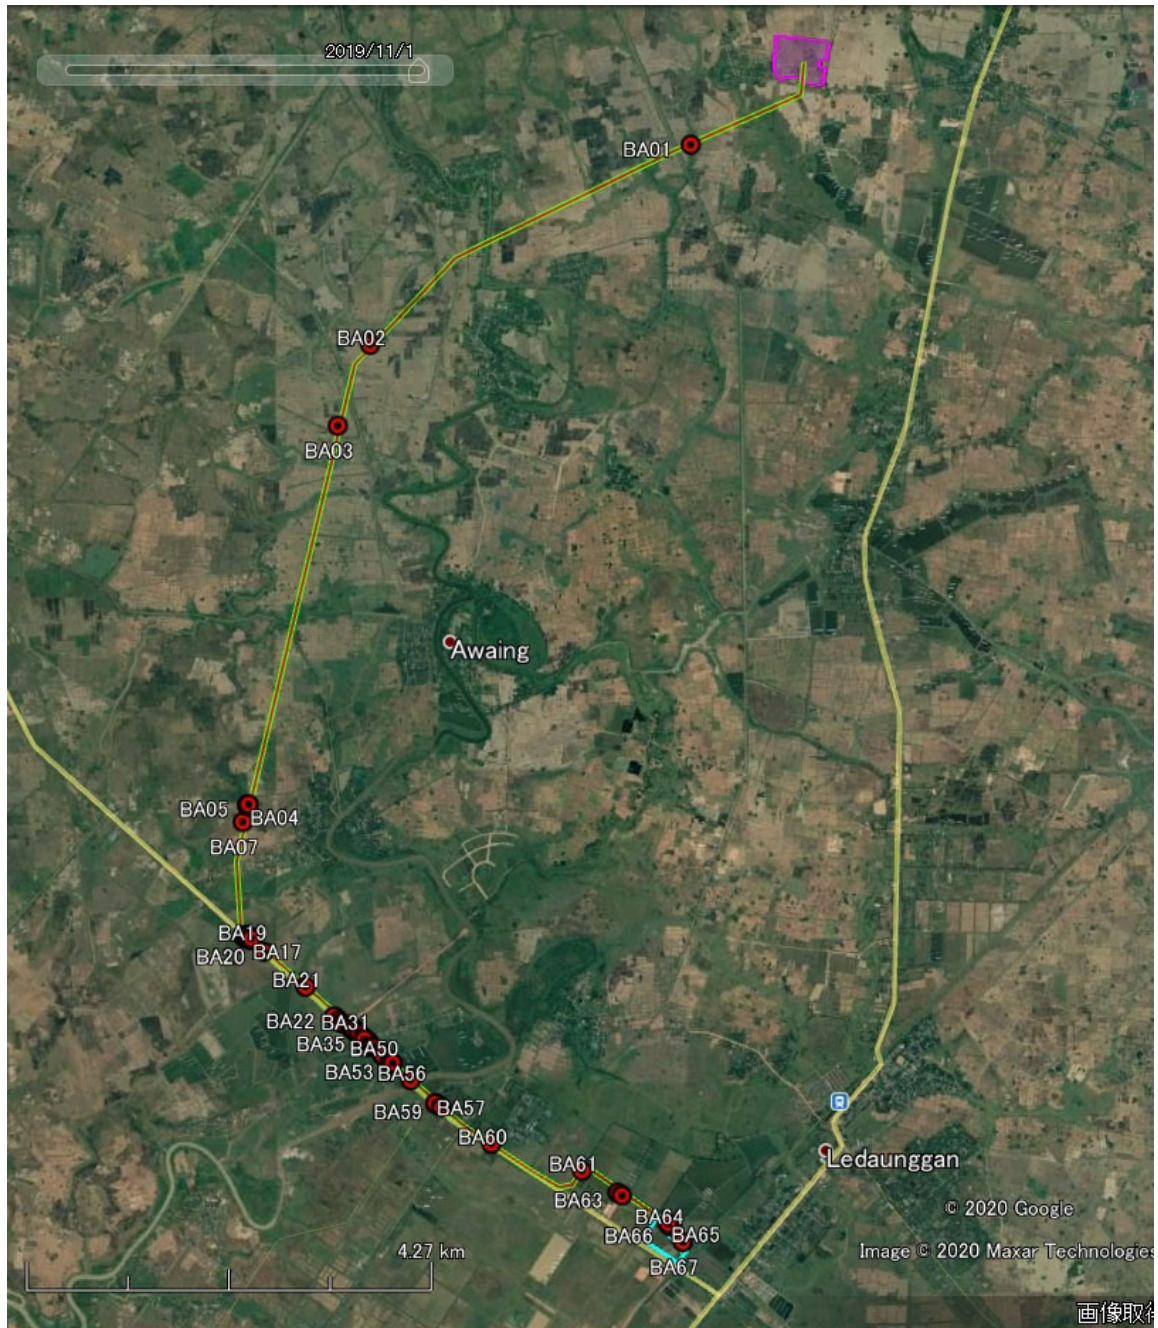 2019/11/1
BA01
BA02
BA03
Awaing
BA05
BA04
BA07
BA19
BA20
BA17
BA21
BA22
BA31
BA35
BA50
BA53
BA56
BA59
BA57
BA60
BA61
BA63
Ledaunggan
BA64
BA66
BA65
BA67
© 2020 Google
4.27 km
Image © 2020 Maxar Technologies
画像取得